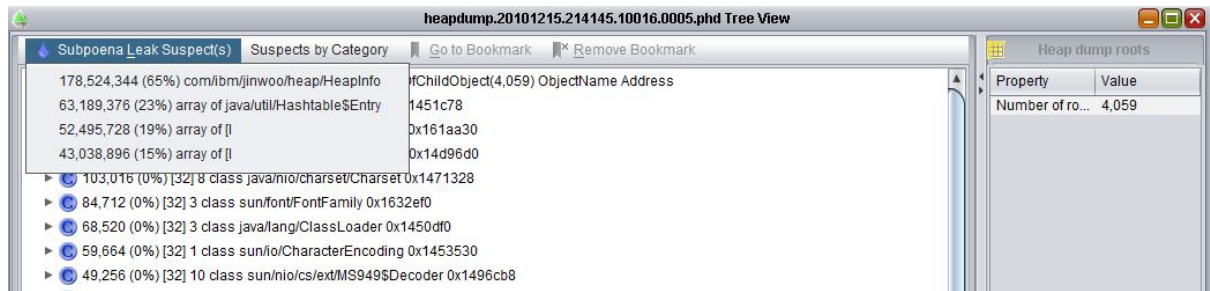 heapdump.20101215.214145.10016.0005.phd Tree View
Subpoena Leak Suspect(s) Suspects by Category Go to Bookmark Remove Bookmark
Heap dump roots
178,524,344 (65%) com/ibm/jinwoo/heap/HeapInfo
63,189,376 (23%) array of java/util/Hashtable$Entry
52,495,728 (19%) array of [I
43,038,896 (15%) array of [I
fChildObject(4,059) ObjectName Address
1451c78
0x161aa30
0x14d96d0
103,016 (0%) [32] 8 class java/nio/charset/Charset 0x1471328
84,712 (0%) [32] 3 class sun/font/FontFamily 0x1632ef0
68,520 (0%) [32] 3 class java/lang/ClassLoader 0x1450df0
59,664 (0%) [32] 1 class sun/io/CharacterEncoding 0x1453530
49,256 (0%) [32] 10 class sun/nio/cs/ext/MS949$Decoder 0x1496cb8
Property Value
Number of ro... 4,059